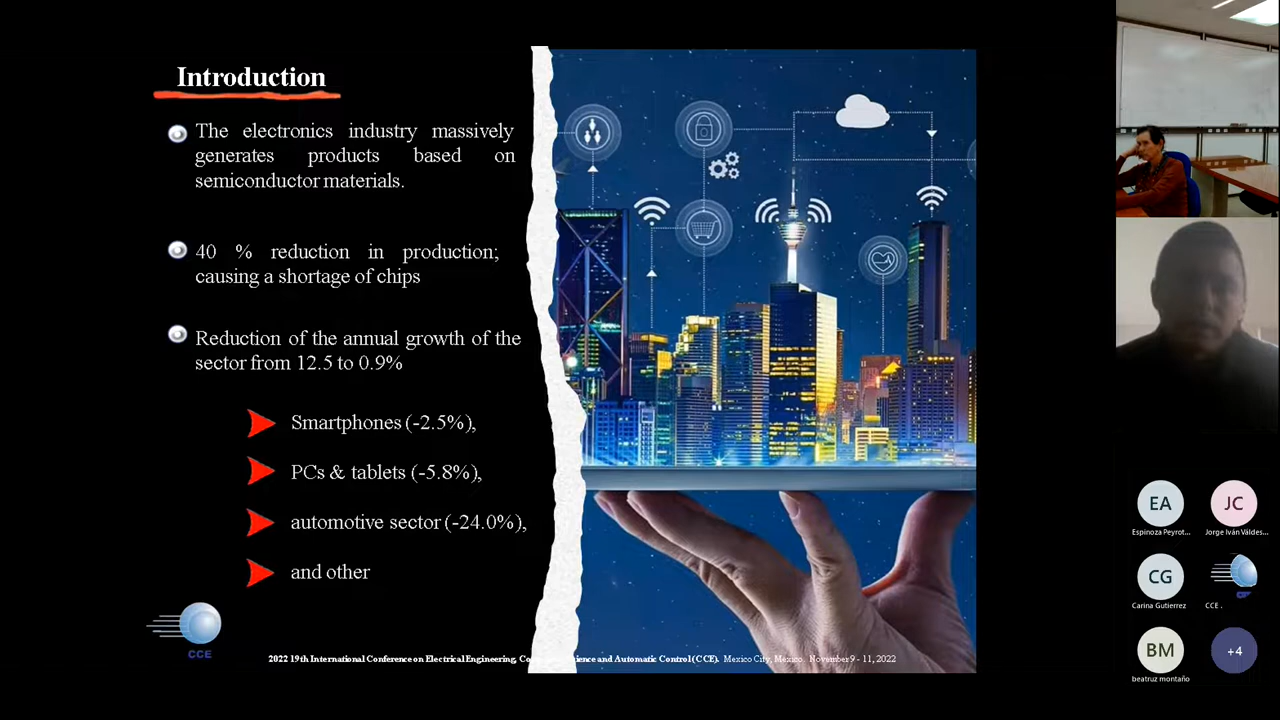 Introduction
The electronics industry massively
generates products based on
semiconductor materials.
40 % reduction in production;
causing a shortage of chips
Reduction of the annual growth of the
sector from 12.5 to 0.9%
Smartphones (-2.5%),
PCs & tablets (-5.8%),
automotive sector (-24.0%),
and other
CCE
2022 19th International Conference on Electrical Engineering, ience and Automatic Control (CCE). Mexico City, Mexico. November 9 - 11, 2022
EA
Espinoza Peyrot...
JC
Jorge Iván Váldes...
CG
Carina Gutierrez
CCE .
BM
beatruz montaño
+4